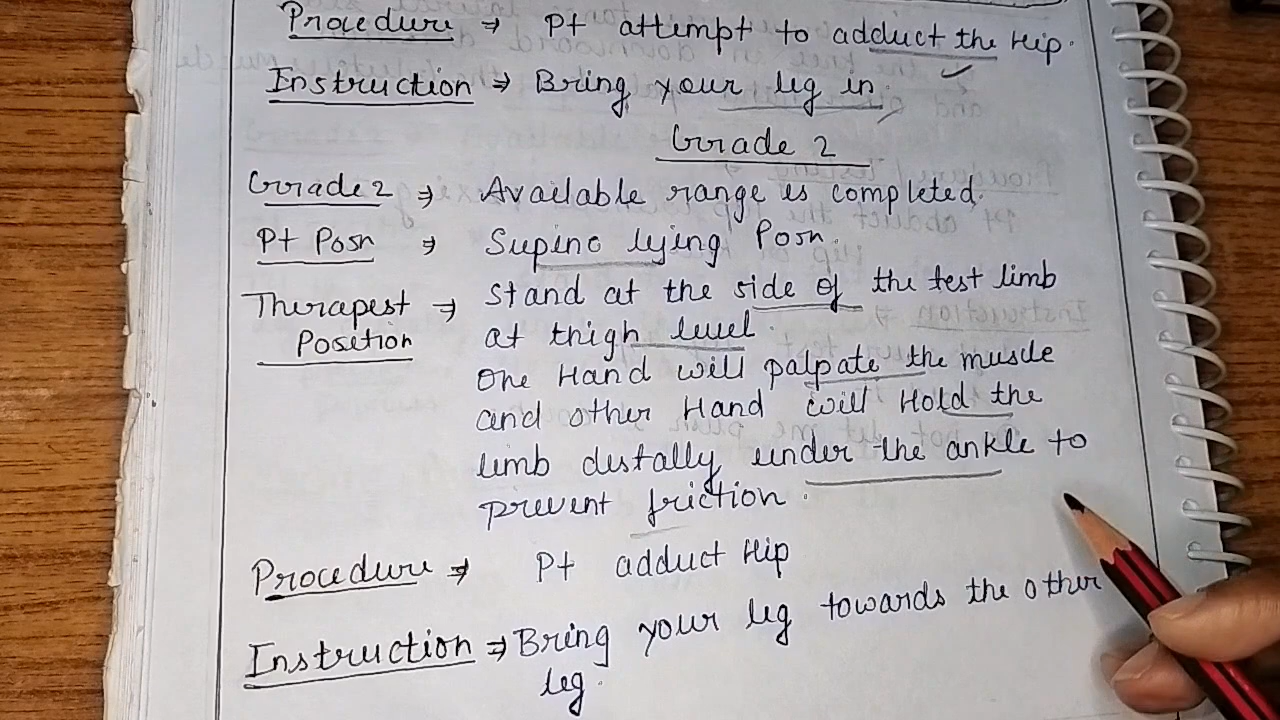 Procedure → Pt attempt to adduct the Hip.
Instruction → Bring your leg in.
Grade 2
Grade 2 → Available range is completed.
Pt Posn → Supine lying Posn.
Therapest → Stand at the side of the test limb
Position at thigh level.
One Hand will palpate the muscle
and other Hand will Hold the
limb distally under the ankle to
prevent friction.
Procedure → Pt adduct Hip
Instruction → Bring your leg towards the other
leg.